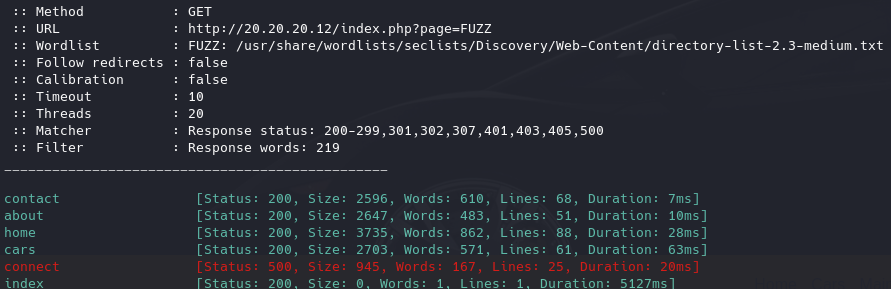 :: Method           : GET
:: URL              : http://20.20.20.12/index.php?page=FUZZ
:: Wordlist         : FUZZ: /usr/share/wordlists/seclists/Discovery/Web-Content/directory-list-2.3-medium.txt
:: Follow redirects : false
:: Calibration      : false
:: Timeout          : 10
:: Threads          : 20
:: Matcher          : Response status: 200-299,301,302,307,401,403,405,500
:: Filter           : Response words: 219
________________________________________________
contact                 [Status: 200, Size: 2596, Words: 610, Lines: 68, Duration: 7ms]
about                   [Status: 200, Size: 2647, Words: 483, Lines: 51, Duration: 10ms]
home                    [Status: 200, Size: 3735, Words: 862, Lines: 88, Duration: 28ms]
cars                    [Status: 200, Size: 2703, Words: 571, Lines: 61, Duration: 63ms]
connect                 [Status: 500, Size: 945, Words: 167, Lines: 25, Duration: 20ms]
index                   [Status: 200, Size: 0, Words: 1, Lines: 1, Duration: 5127ms]